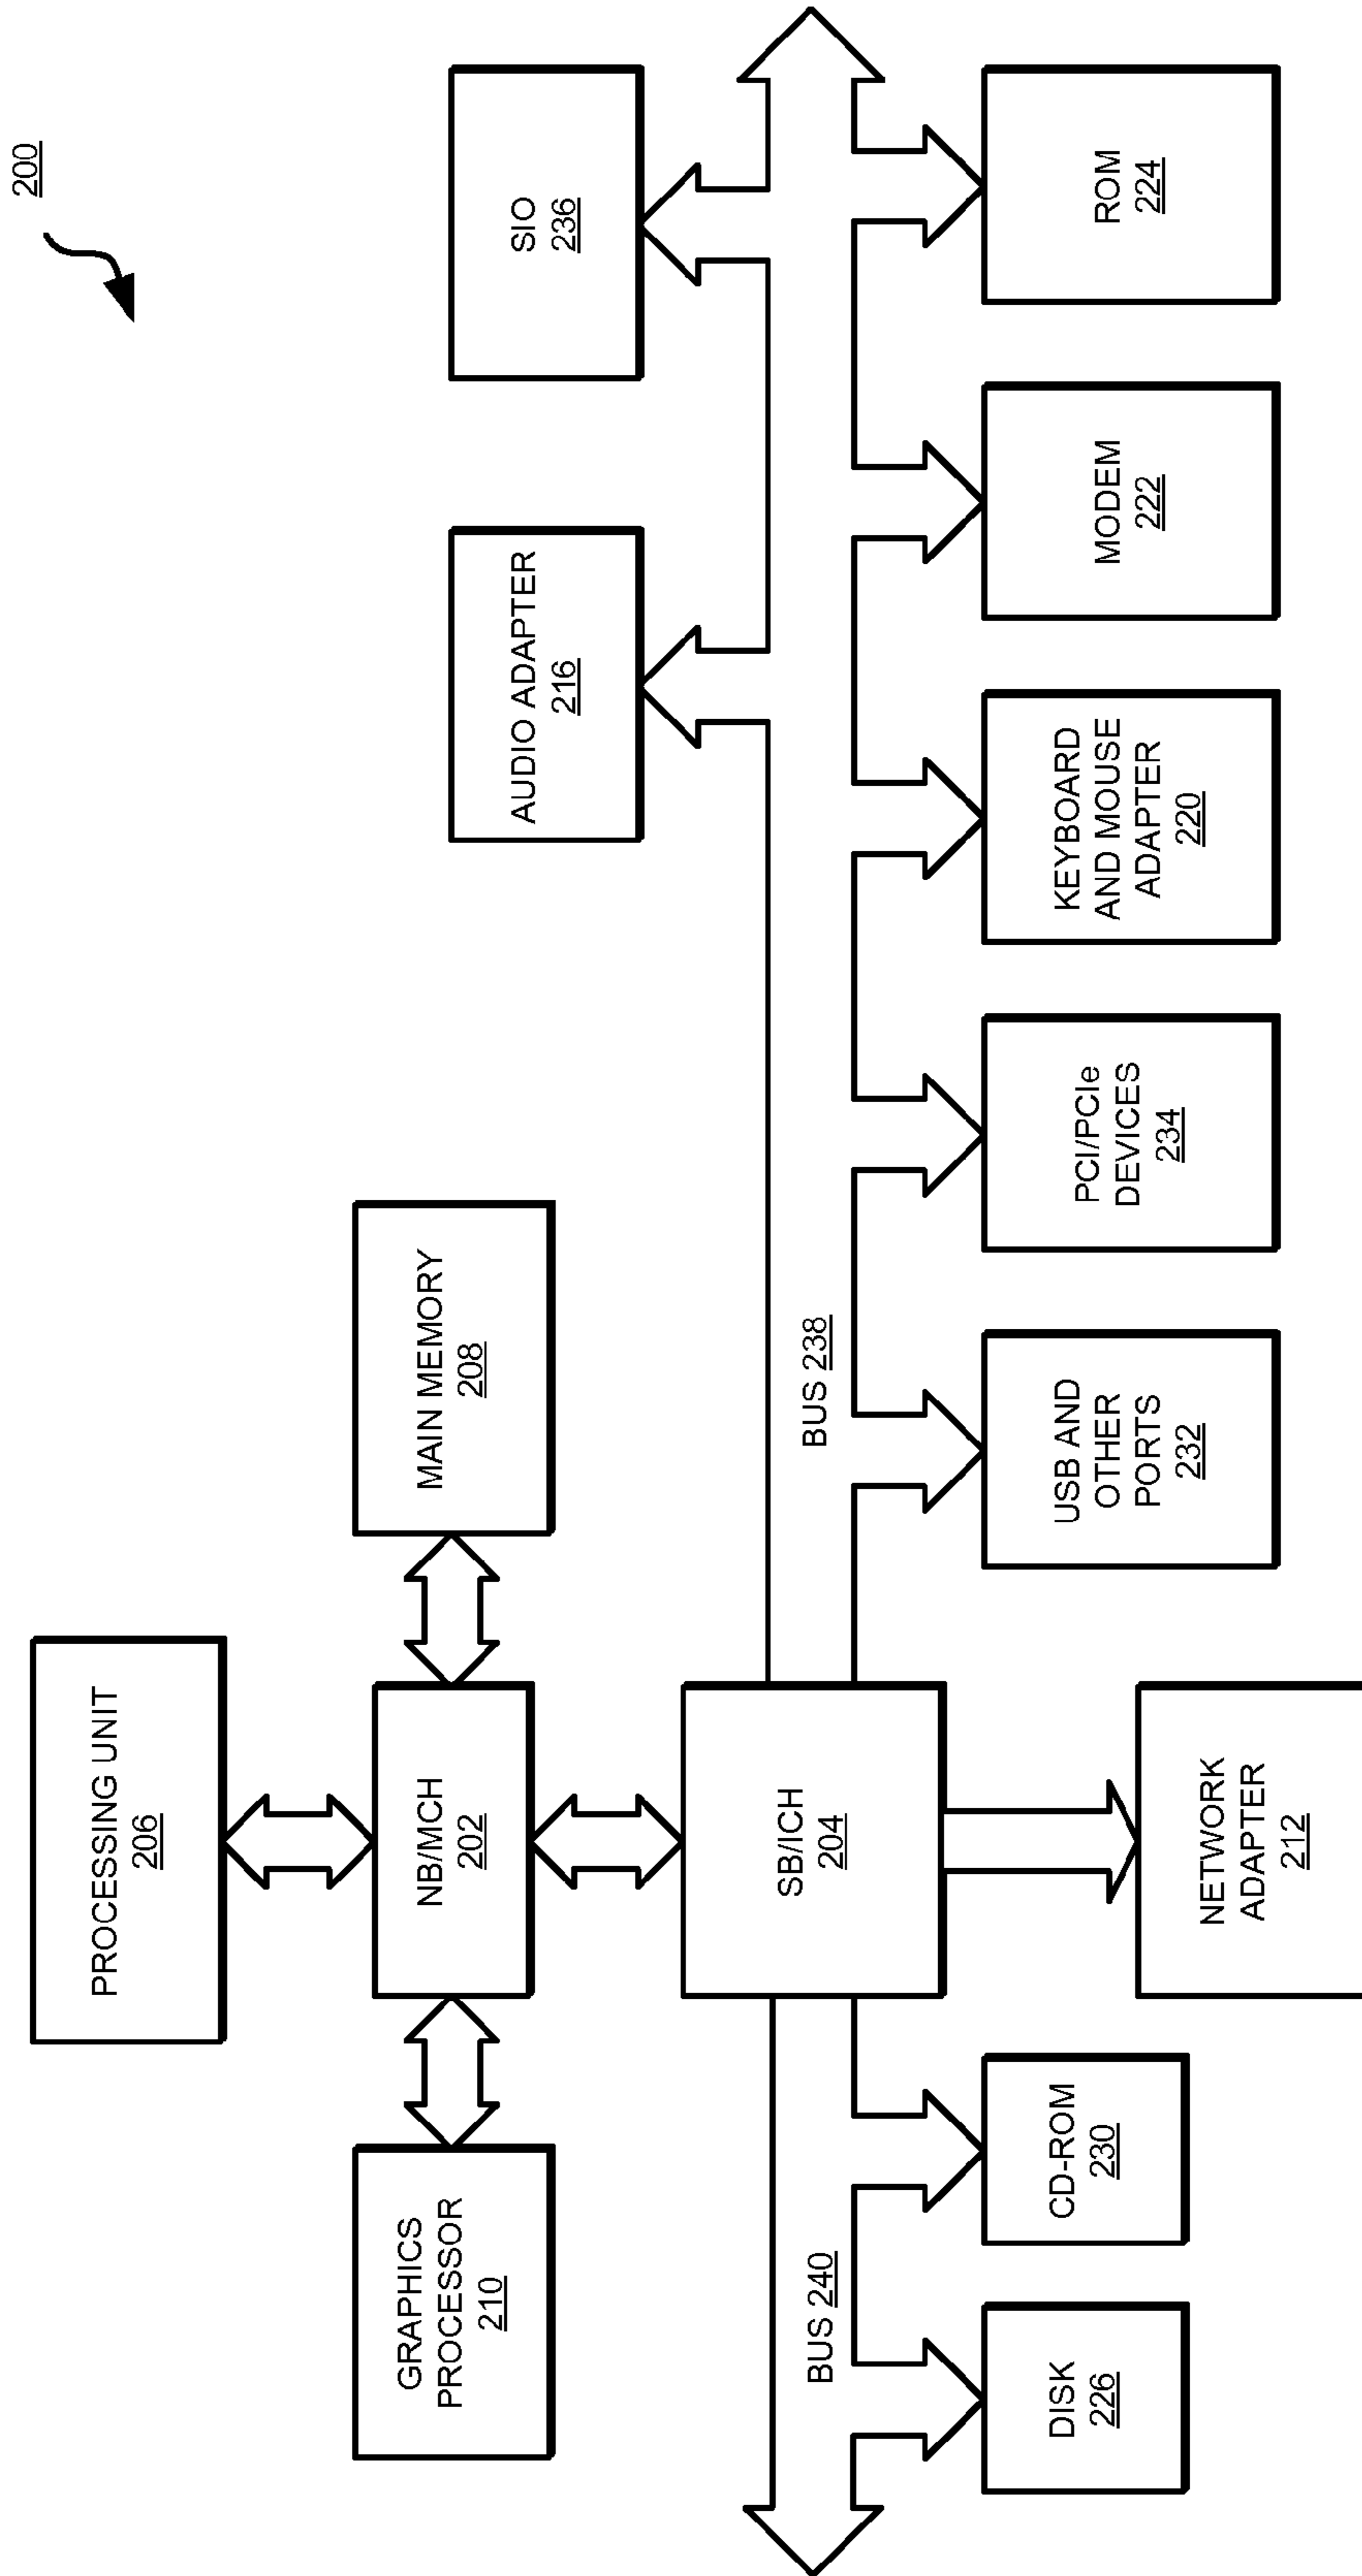 200
PROCESSING UNIT
206
GRAPHICS
PROCESSOR
210
NB/MCH
202
MAIN MEMORY
208
AUDIO ADAPTER
216
SIO
236
SB/ICH
204
BUS 240
BUS 238
DISK
226
CD-ROM
230
USB AND
OTHER
PORTS
232
PCI/PCIe
DEVICES
234
KEYBOARD
AND MOUSE
ADAPTER
220
MODEM
222
ROM
224
NETWORK
ADAPTER
212